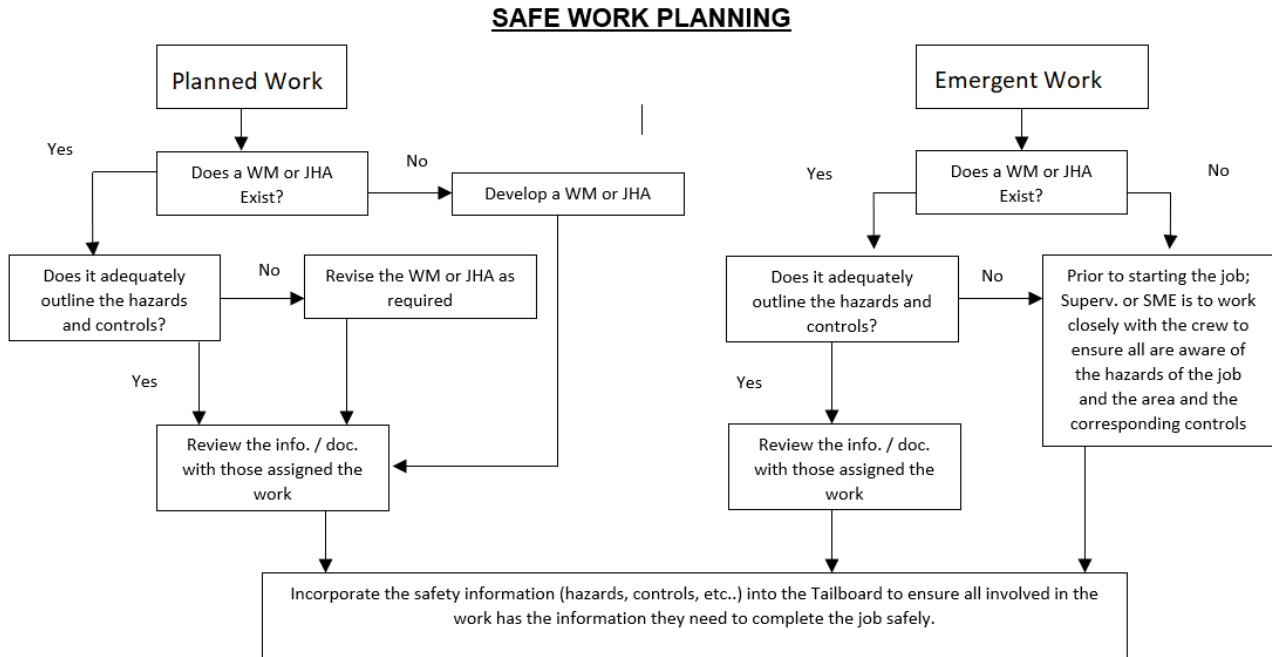 SAFE WORK PLANNING
Planned Work
Emergent Work
Yes
Does a WM or JHA
Exist?
No
Develop a WM or JHA
Does it adequately
outline the hazards
and controls?
No
Revise the WM or JHA as
required
Yes
Review the info. / doc.
with those assigned the
work
Yes
Does a WM or JHA
Exist?
No
Does it adequately
outline the hazards and
controls?
No
Prior to starting the job;
Superv. or SME is to work
closely with the crew to
ensure all are aware of
the hazards of the job
and the area and the
corresponding controls
Yes
Review the info. / doc.
with those assigned the
work
Incorporate the safety information (hazards, controls, etc..) into the Tailboard to ensure all involved in the
work has the information they need to complete the job safely.